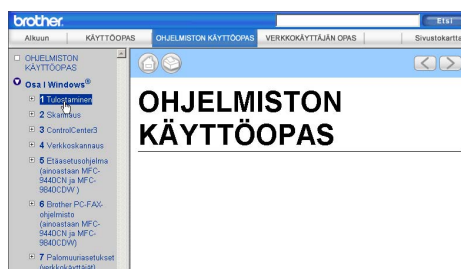 brother
Etsi
Alkuun
KÄYTTÖOPAS
OHJELMISTON KÄYTTÖOPAS
VERKKOKÄYTTÄJÄN OPAS
Sivustokartta
OHJELMISTON
KÄYTTÖOPAS
Osa I Windows®
1 Tulostaminen
2 Skannaus
3 ControlCenter3
4 Verkkoskannaus
5 Etäasetusohjelma
(ainoastaan MFC-
9440CN ja MFC-
9840CDW )
6 Brother PC-FAX-
ohjelmisto
(ainoastaan MFC-
9440CN ja MFC-
9840CDW)
7 Palomuuriasetukset
(verkkokäyttäjät)
OHJELMISTON
KÄYTTÖOPAS